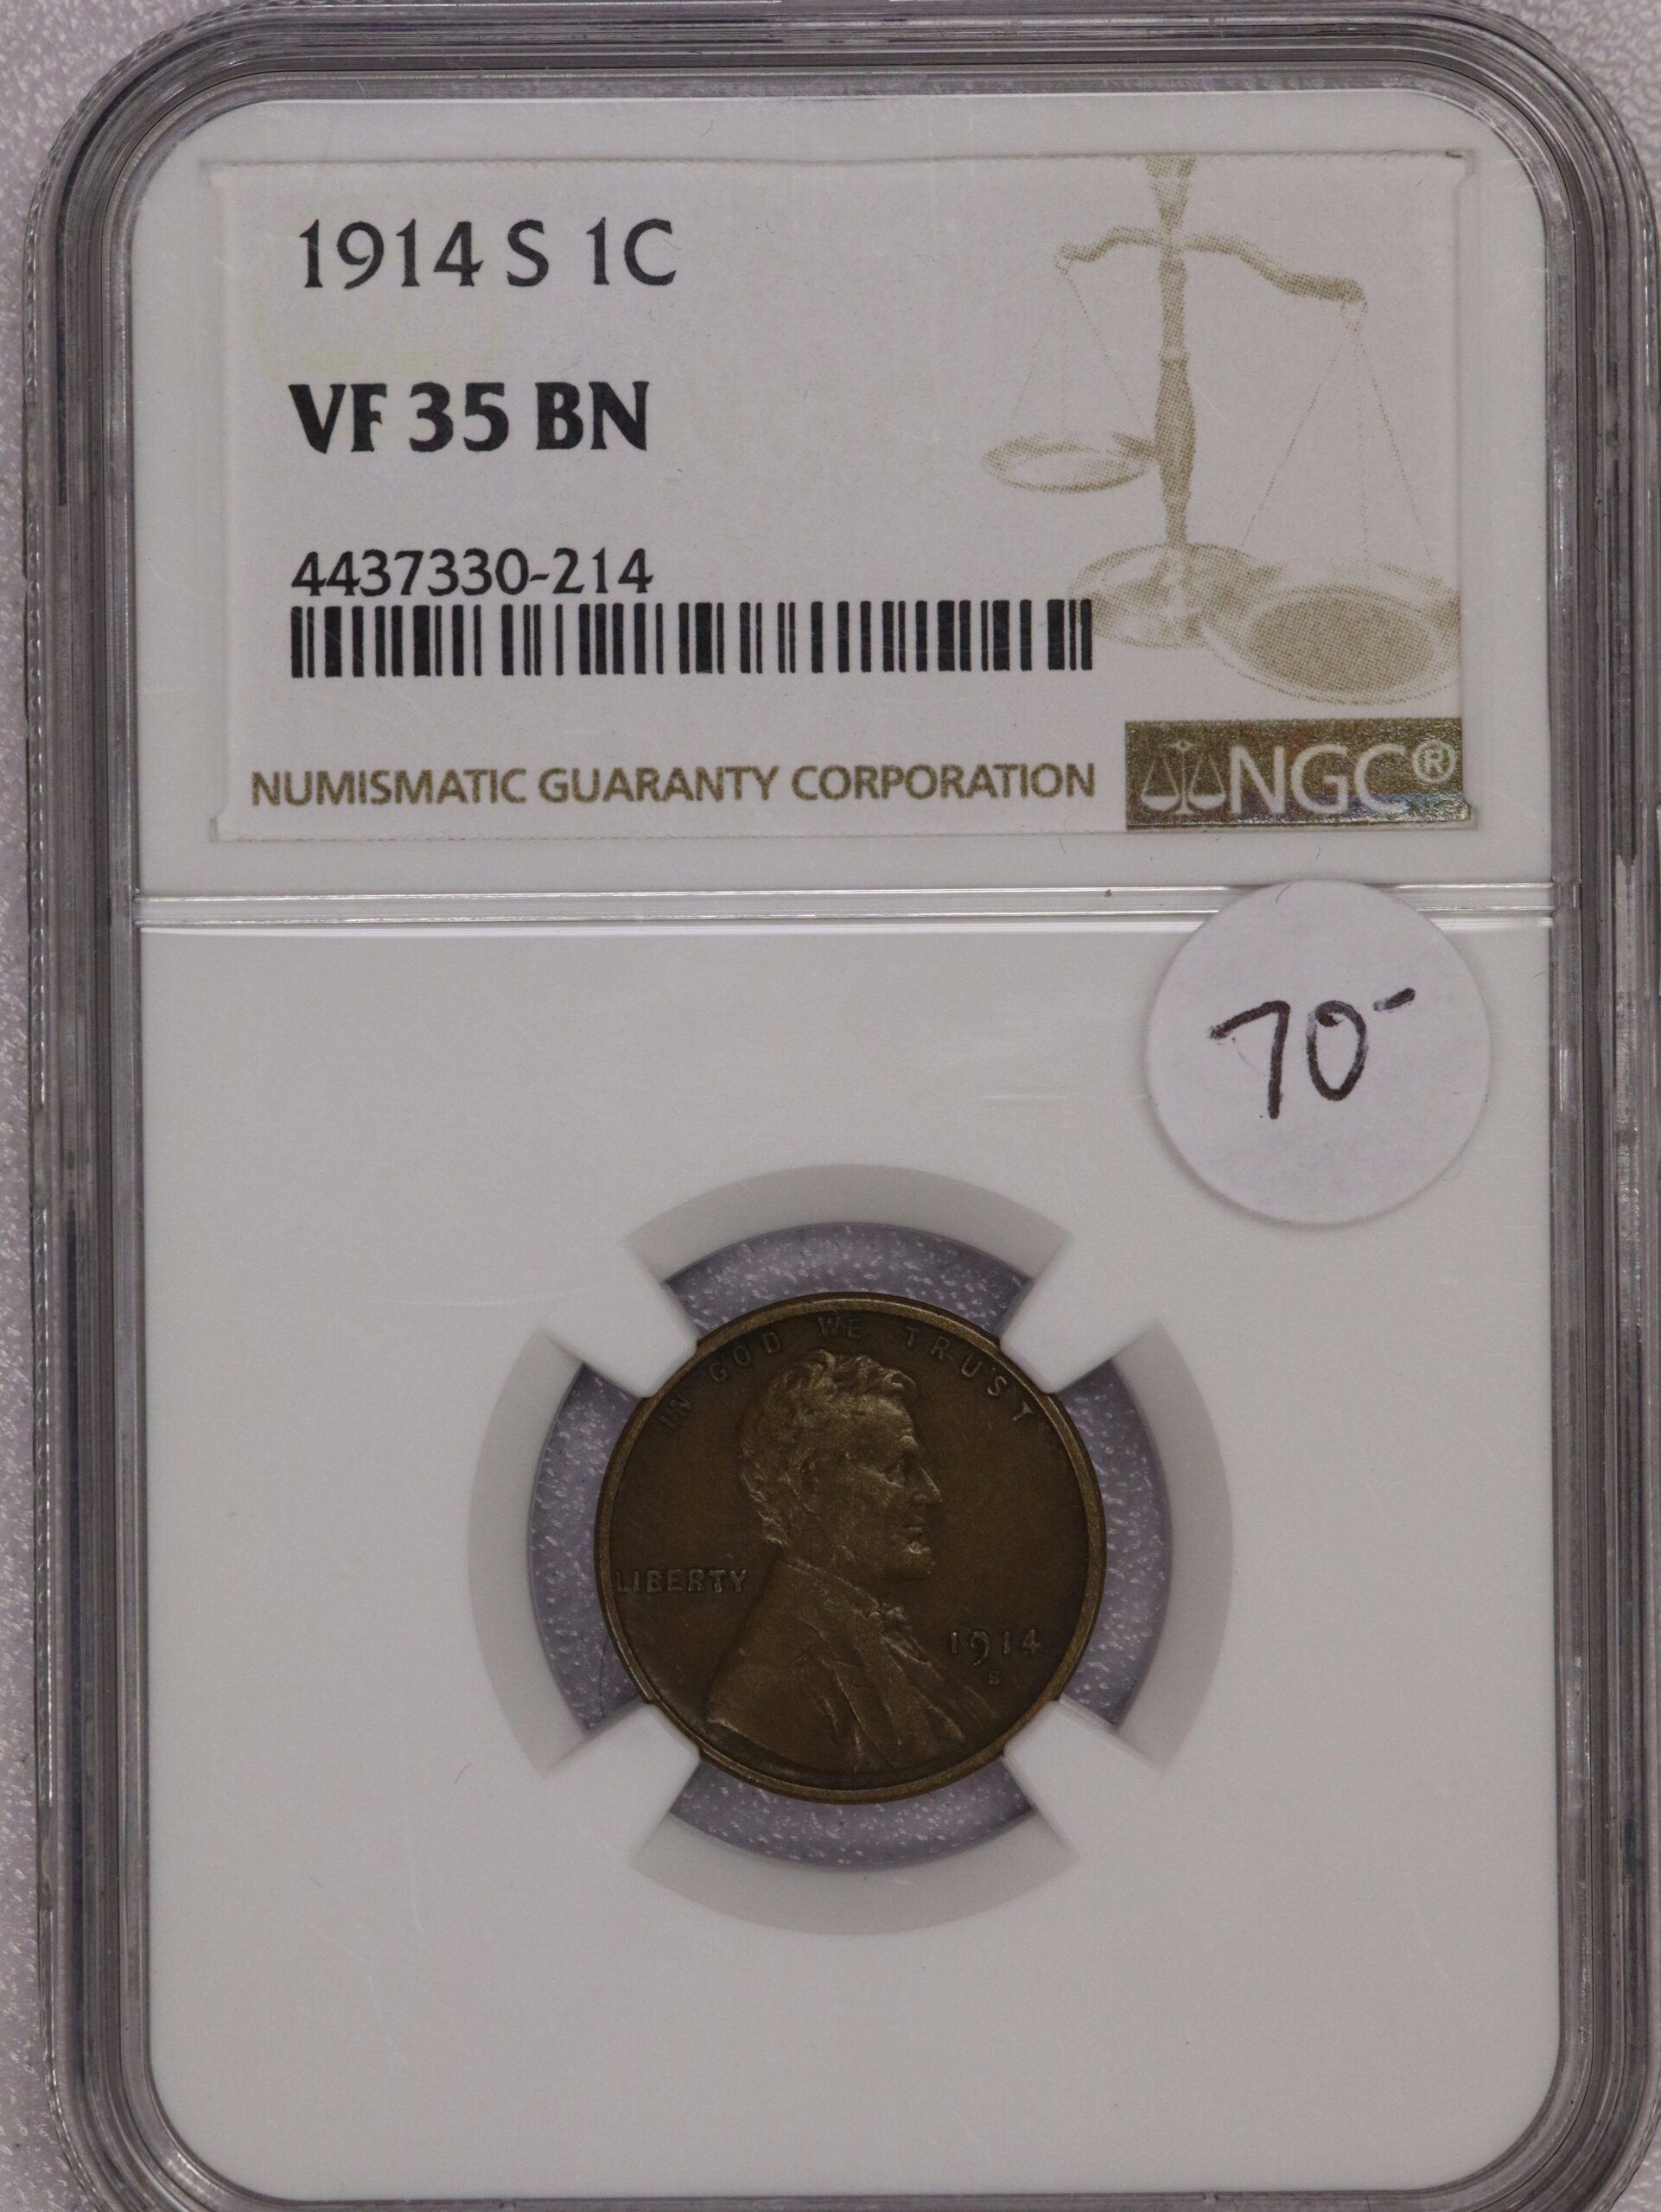 1914 S 1C
VF 35 BN
4437330-214
NUMISMATIC GUARANTY CORPORATION
NGC®
70-
IN GOD WE TRUST
LIBERTY
1914
S